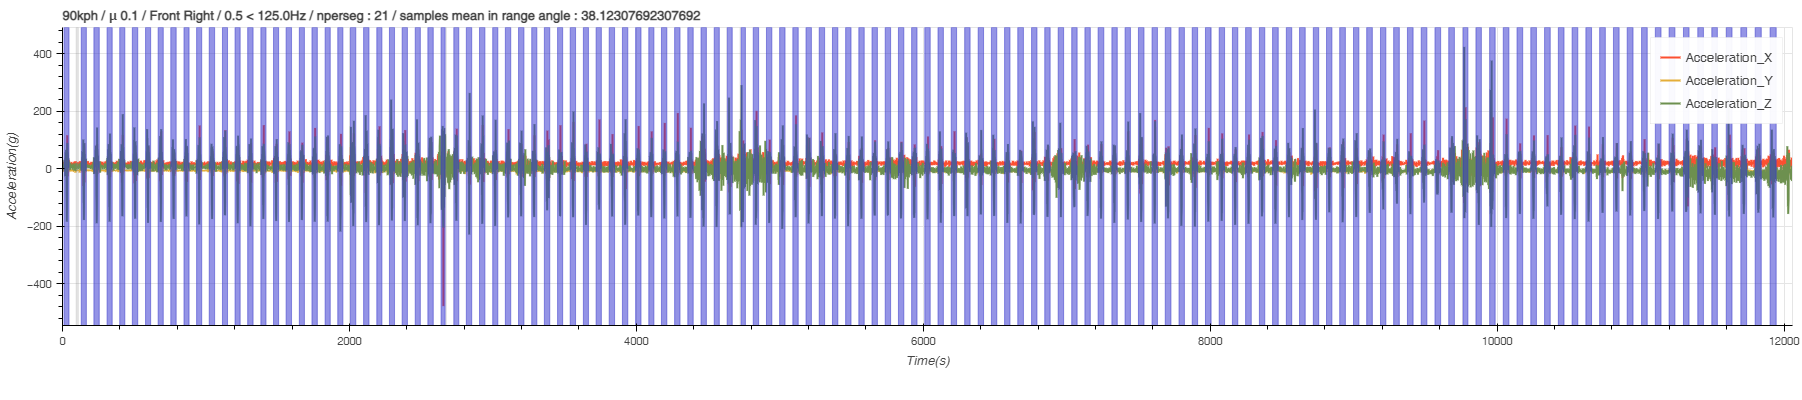 90kph / μ 0.1 / Front Right / 0.5 < 125.0Hz / nperseg : 21 / samples mean in range angle : 38.12307692307692
400
200
0
−200
−400
Acceleration(g)
Acceleration_X
Acceleration_Y
Acceleration_Z
0 2000 4000 6000 8000 10000 12000
Time(s)